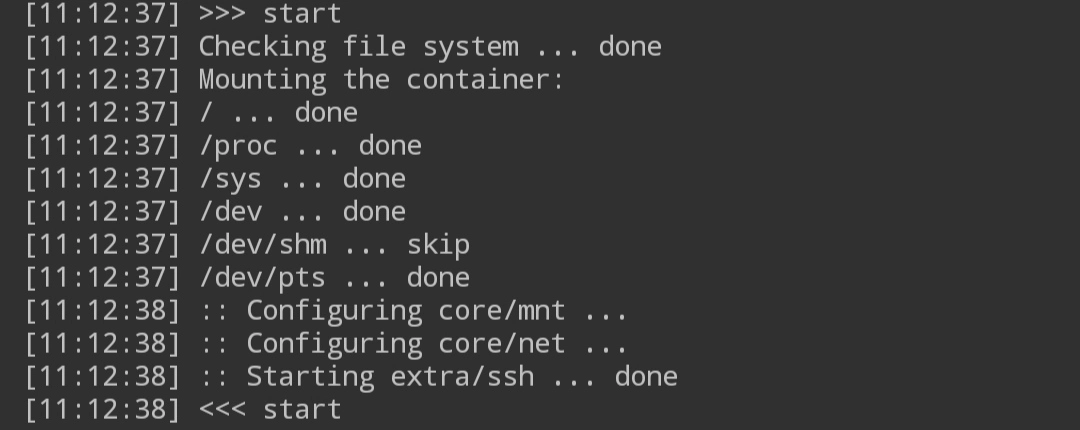 [11:12:37] >>> start
[11:12:37] Checking file system ... done
[11:12:37] Mounting the container:
[11:12:37] / ... done
[11:12:37] /proc ... done
[11:12:37] /sys ... done
[11:12:37] /dev ... done
[11:12:37] /dev/shm ... skip
[11:12:37] /dev/pts ... done
[11:12:38] :: Configuring core/mnt ...
[11:12:38] :: Configuring core/net ...
[11:12:38] :: Starting extra/ssh ... done
[11:12:38] <<< start